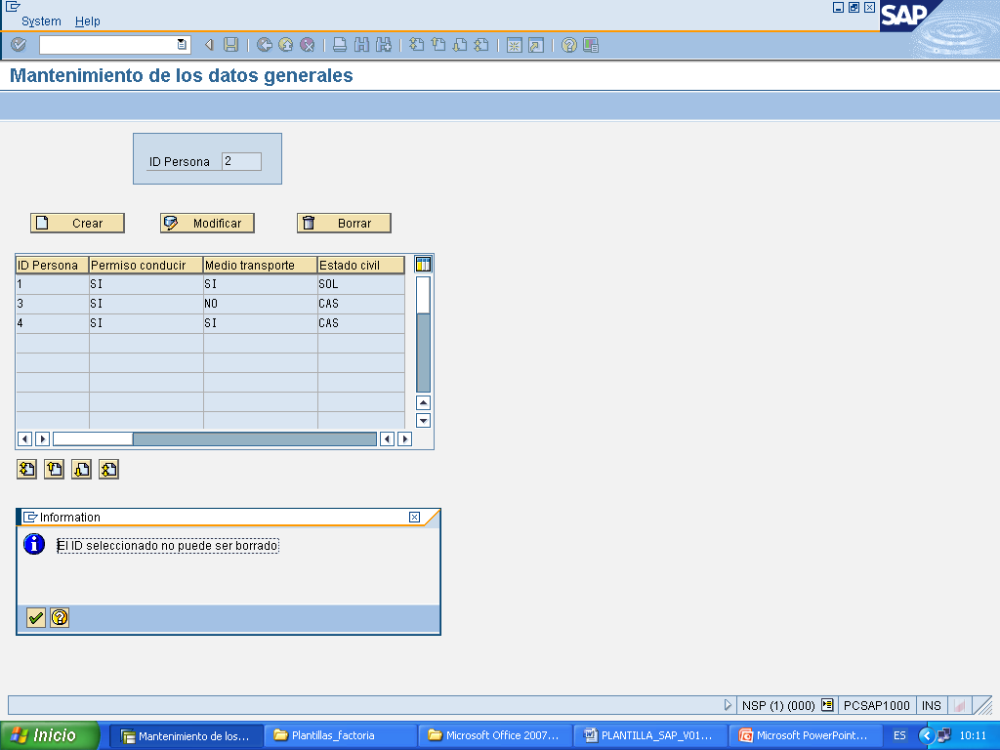 System Help
SAP
Mantenimiento de los datos generales
ID Persona 2
Crear Modificar Borrar
ID Persona Permiso conducir Medio transporte Estado civil
1 SI SI SOL
3 SI NO CAS
4 SI SI CAS
Information
El ID seleccionado no puede ser borrado
NSP (1) (000) PCSAP1000 INS
Inicio Mantenimiento de los... Plantillas_factoria Microsoft Office 2007... PLANTILLA_SAP_V01... Microsoft PowerPoint... ES 10:11